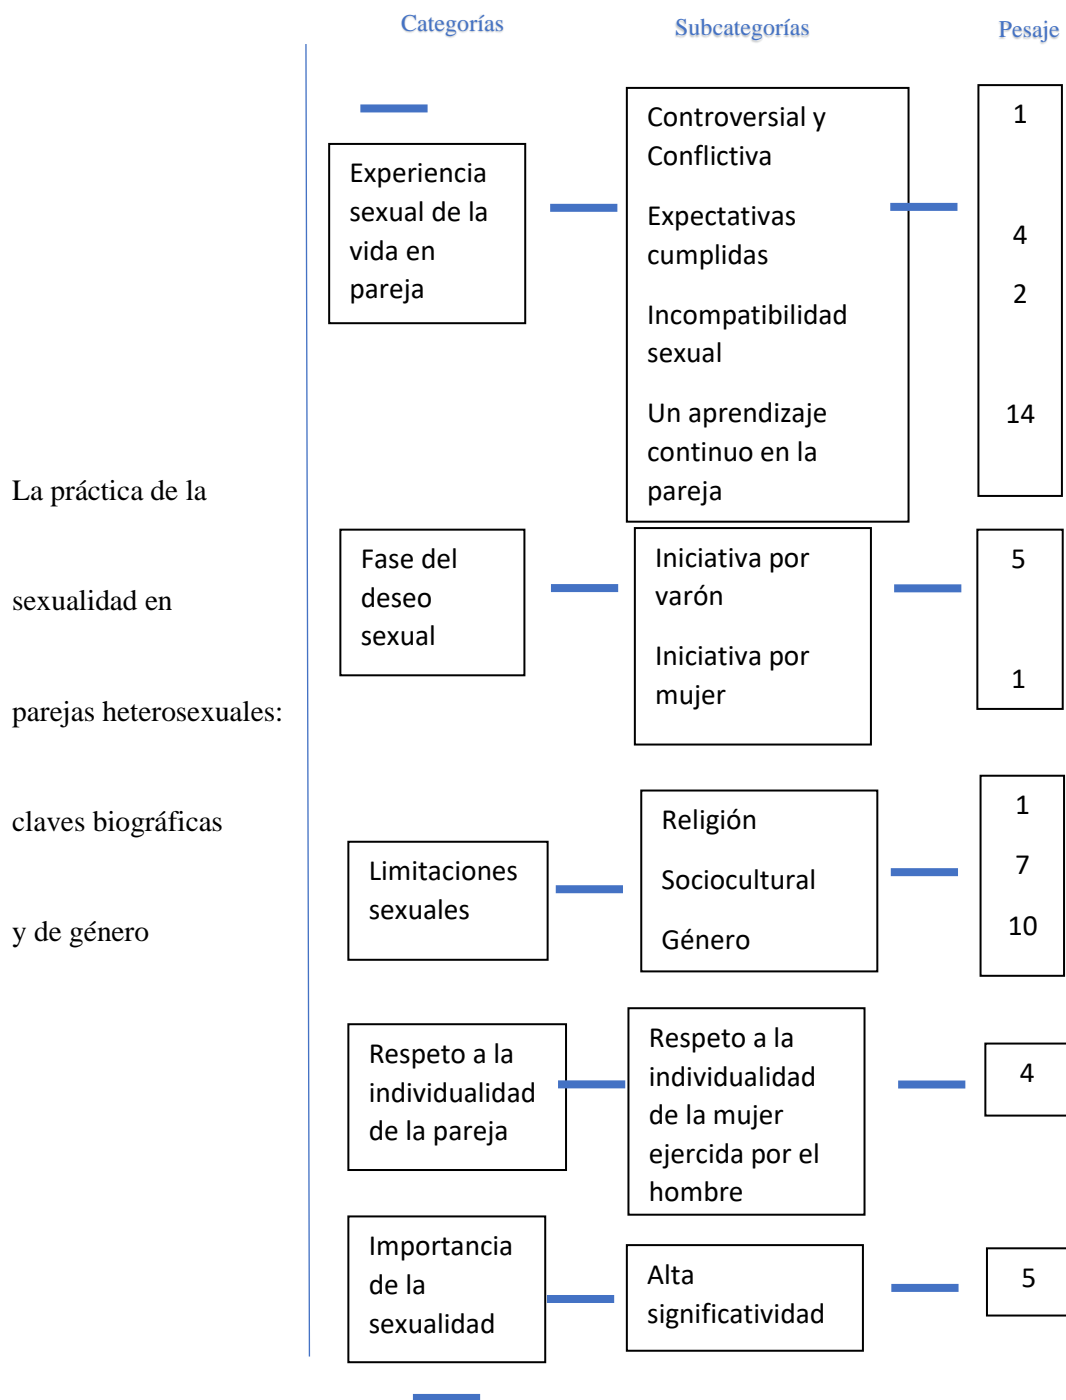 Categorías
Subcategorías
Pesaje
La práctica de la
sexualidad en
parejas heterosexuales:
claves biográficas
y de género
Experiencia
sexual de la
vida en
pareja
Controversial y
Conflictiva
Expectativas
cumplidas
Incompatibilidad
sexual
Un aprendizaje
continuo en la
pareja
1
4
2
14
Fase del
deseo
sexual
Iniciativa por
varón
Iniciativa por
mujer
5
1
Limitaciones
sexuales
Religión
Sociocultural
Género
1
7
10
Respeto a la
individualidad
de la pareja
Respeto a la
individualidad
de la mujer
ejercida por el
hombre
4
Importancia
de la
sexualidad
Alta
significatividad
5